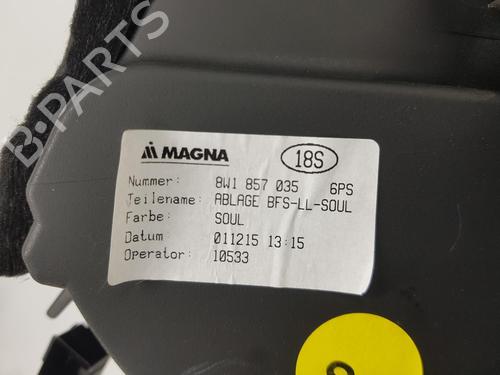 MAGNA 18S
Nummer: 8W1 857 035 6PS
Teilename: ABLAGE BFS-LL-SOUL
Farbe: SOUL
Datum 011215 13:15
Operator: 10533
B-PARTS